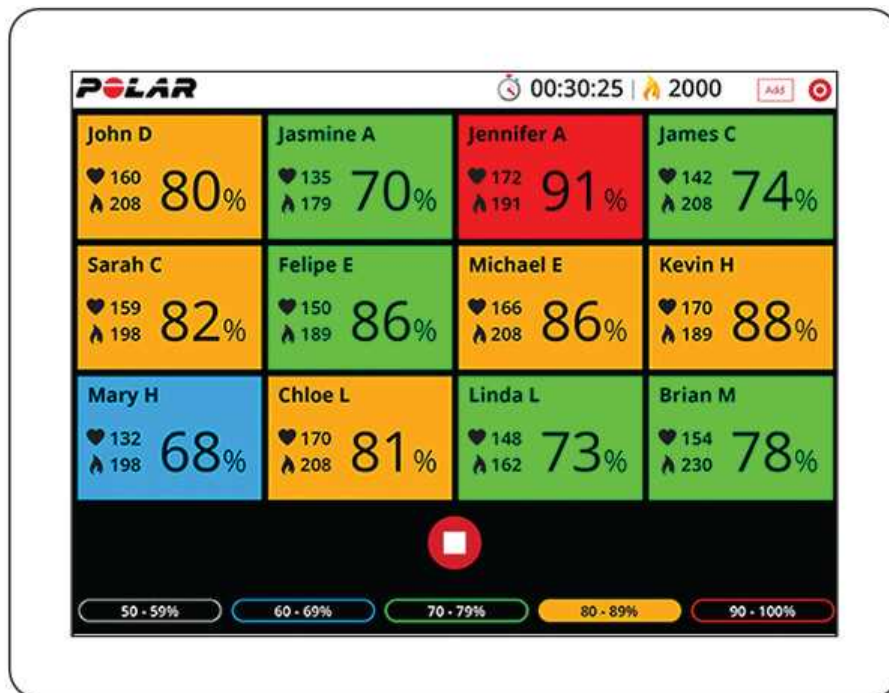 POLAR 00:30:25 | 2000 Add
John D Jasmine A Jennifer A James C
160 208 80% 135 179 70% 172 191 91% 142 208 74%
Sarah C Felipe E Michael E Kevin H
159 198 82% 150 189 86% 166 208 86% 170 189 88%
Mary H Chloe L Linda L Brian M
132 198 68% 170 208 81% 148 162 73% 154 230 78%
50 - 59% 60 - 69% 70 - 79% 80 - 89% 90 - 100%